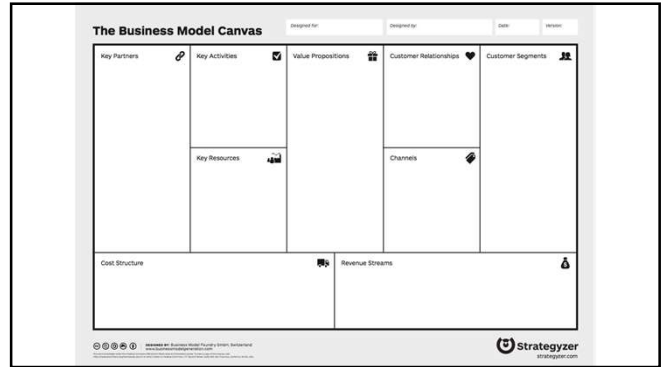 The Business Model Canvas
Designed for:
Designed by:
Date:
Version:
Key Partners
Key Activities
Value Propositions
Customer Relationships
Customer Segments
Key Resources
Channels
Cost Structure
Revenue Streams
DESIGNED BY: Business Model Foundry GmbH, Switzerland
www.businessmodelgeneration.com
Strategyzer
strategyzer.com